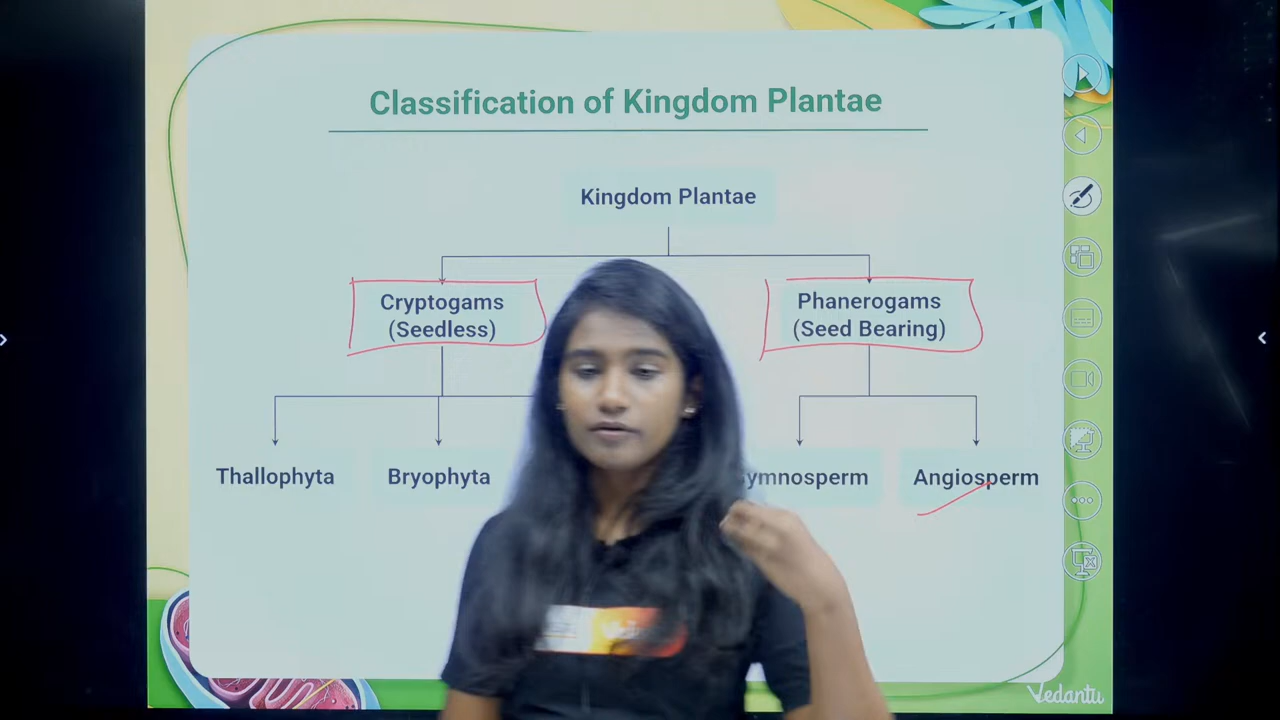 Classification of Kingdom Plantae
Kingdom Plantae
Cryptogams
(Seedless)
Phanerogams
(Seed Bearing)
Thallophyta
Bryophyta
ymnosperm
Angiosperm
Vedantu